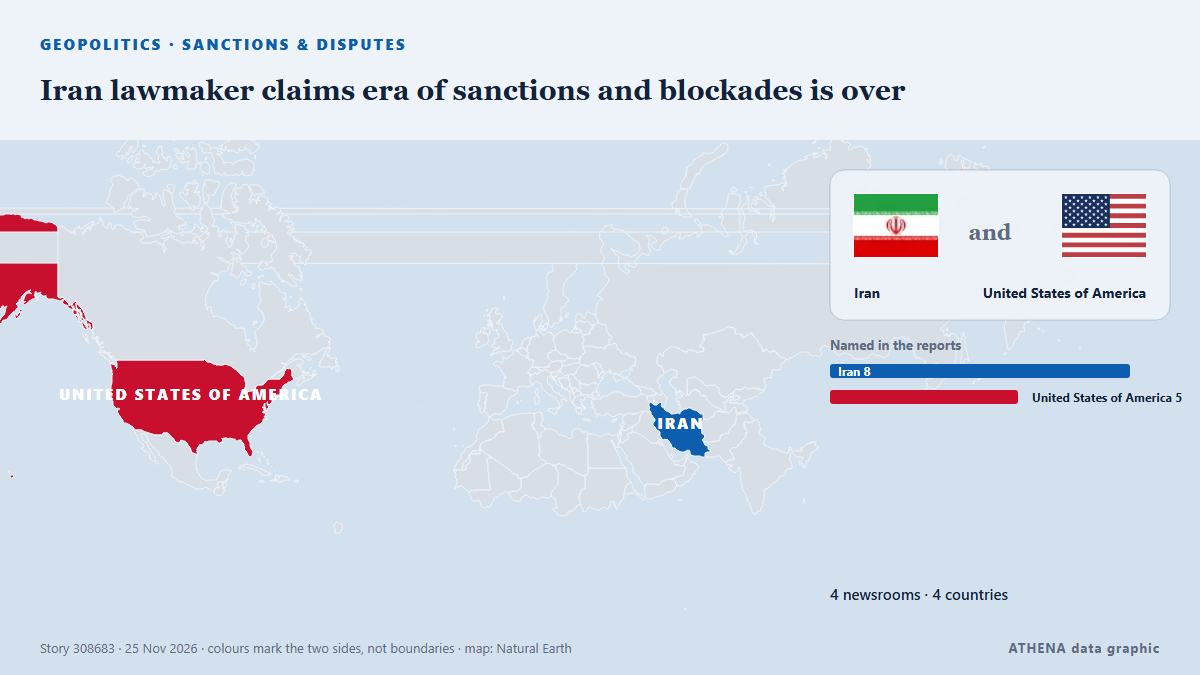 GEOPOLITICS · SANCTIONS & DISPUTES
Iran lawmaker claims era of sanctions and blockades is over
and
Iran
United States of America
Named in the reports
Iran 8
United States of America 5
UNITED STATES OF AMERICA
IRAN
4 newsrooms · 4 countries
Story 308683 · 25 Nov 2026 · colours mark the two sides, not boundaries · map: Natural Earth
ATHENA data graphic